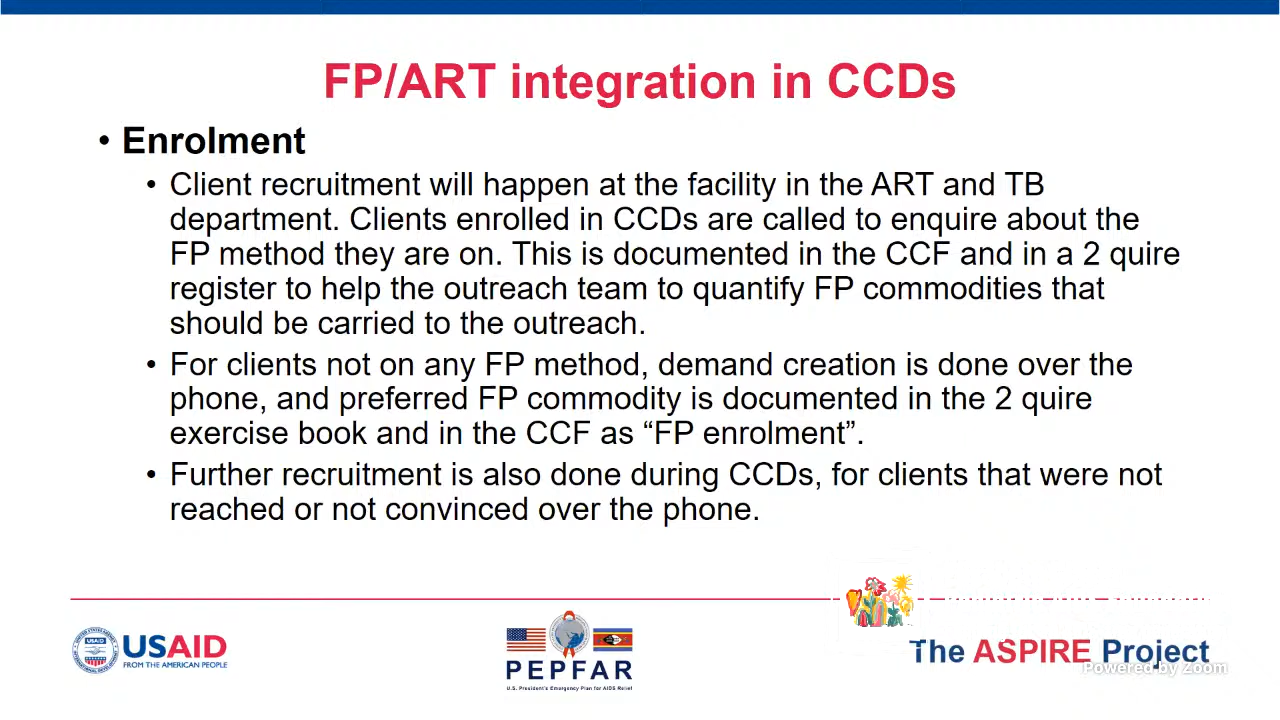 FP/ART integration in CCDs
• Enrolment
• Client recruitment will happen at the facility in the ART and TB
department. Clients enrolled in CCDs are called to enquire about the
FP method they are on. This is documented in the CCF and in a 2 quire
register to help the outreach team to quantify FP commodities that
should be carried to the outreach.
• For clients not on any FP method, demand creation is done over the
phone, and preferred FP commodity is documented in the 2 quire
exercise book and in the CCF as “FP enrolment”.
• Further recruitment is also done during CCDs, for clients that were not
reached or not convinced over the phone.
USAID
USAID
FROM THE AMERICAN PEOPLE
PEPFAR
U.S. President's Emergency Plan for AIDS Relief
The ASPIRE Project
Powered by Zoom